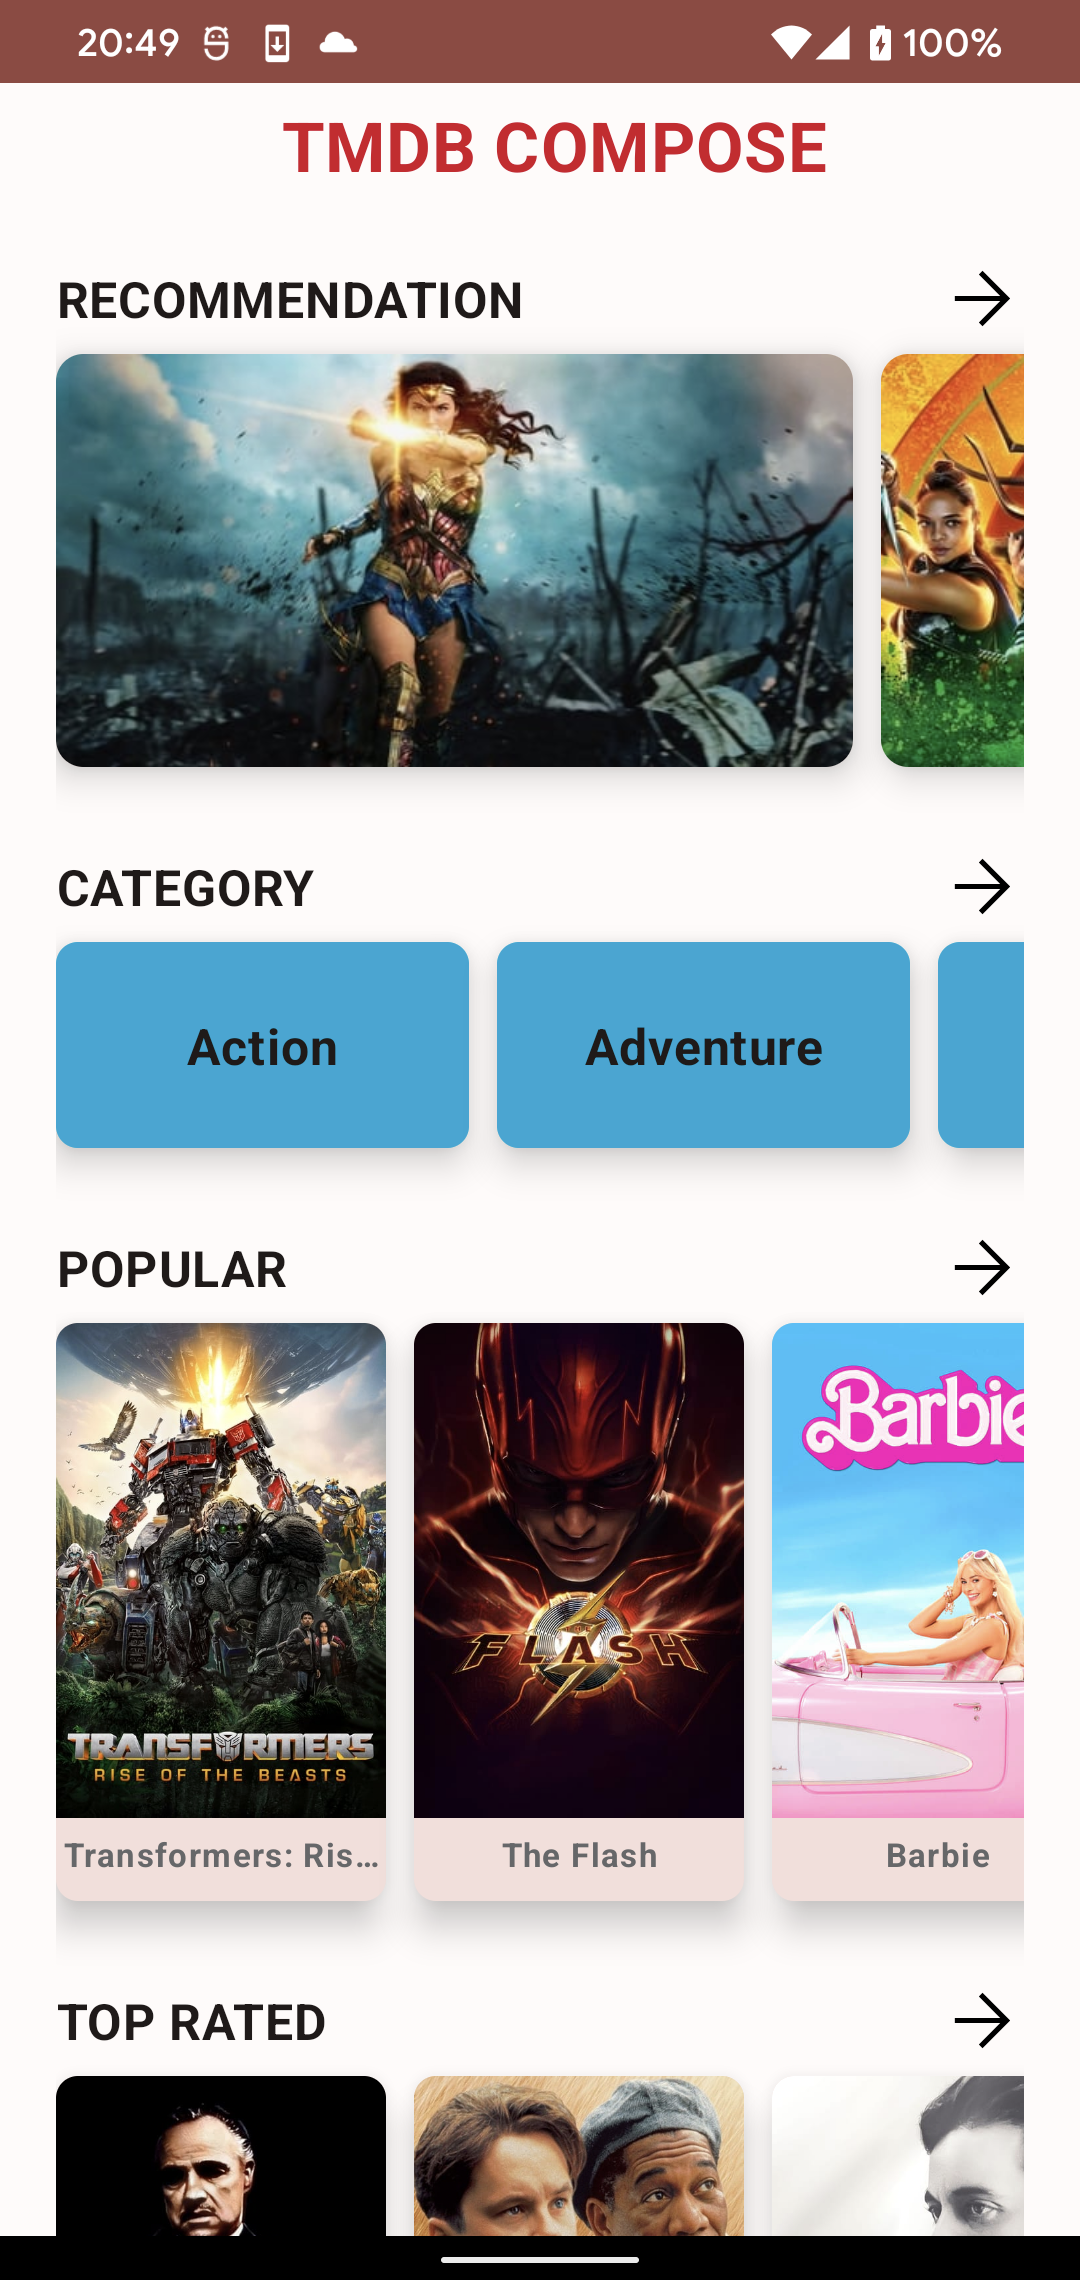 20:49
100%
TMDB COMPOSE
RECOMMENDATION
CATEGORY
Action
Adventure
POPULAR
TRANSFORMERS
RISE OF THE BEASTS
FLASH
Barbie
Transformers: Ris...
The Flash
Barbie
TOP RATED